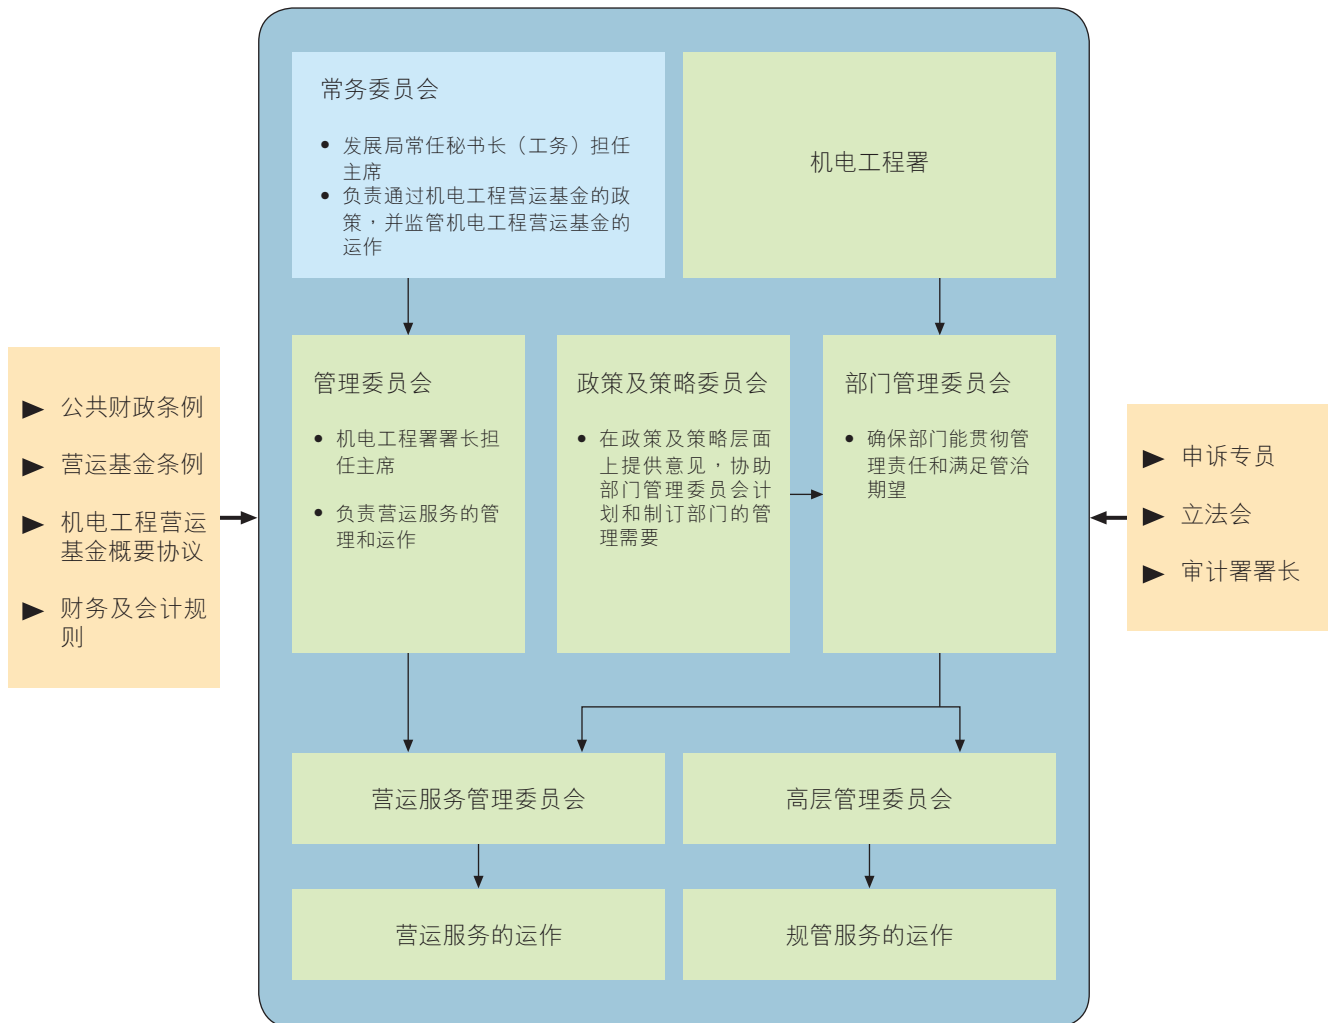 常务委员会
• 发展局常任秘书长（工务）担任
主席
• 负责通过机电工程营运基金的政
策，并监管机电工程营运基金的
运作
机电工程署
管理委员会
• 机电工程署署长担
任主席
• 负责营运服务的管
理和运作
政策及策略委员会
• 在政策及策略层面
上提供意见，协助
部门管理委员会计
划和制订部门的管
理需要
部门管理委员会
• 确保部门能贯彻管
理责任和满足管治
期望
公共财政条例
营运基金条例
机电工程营运
基金概要协议
财务及会计规
则
申诉专员
立法会
审计署署长
营运服务管理委员会
高层管理委员会
营运服务的运作
规管服务的运作